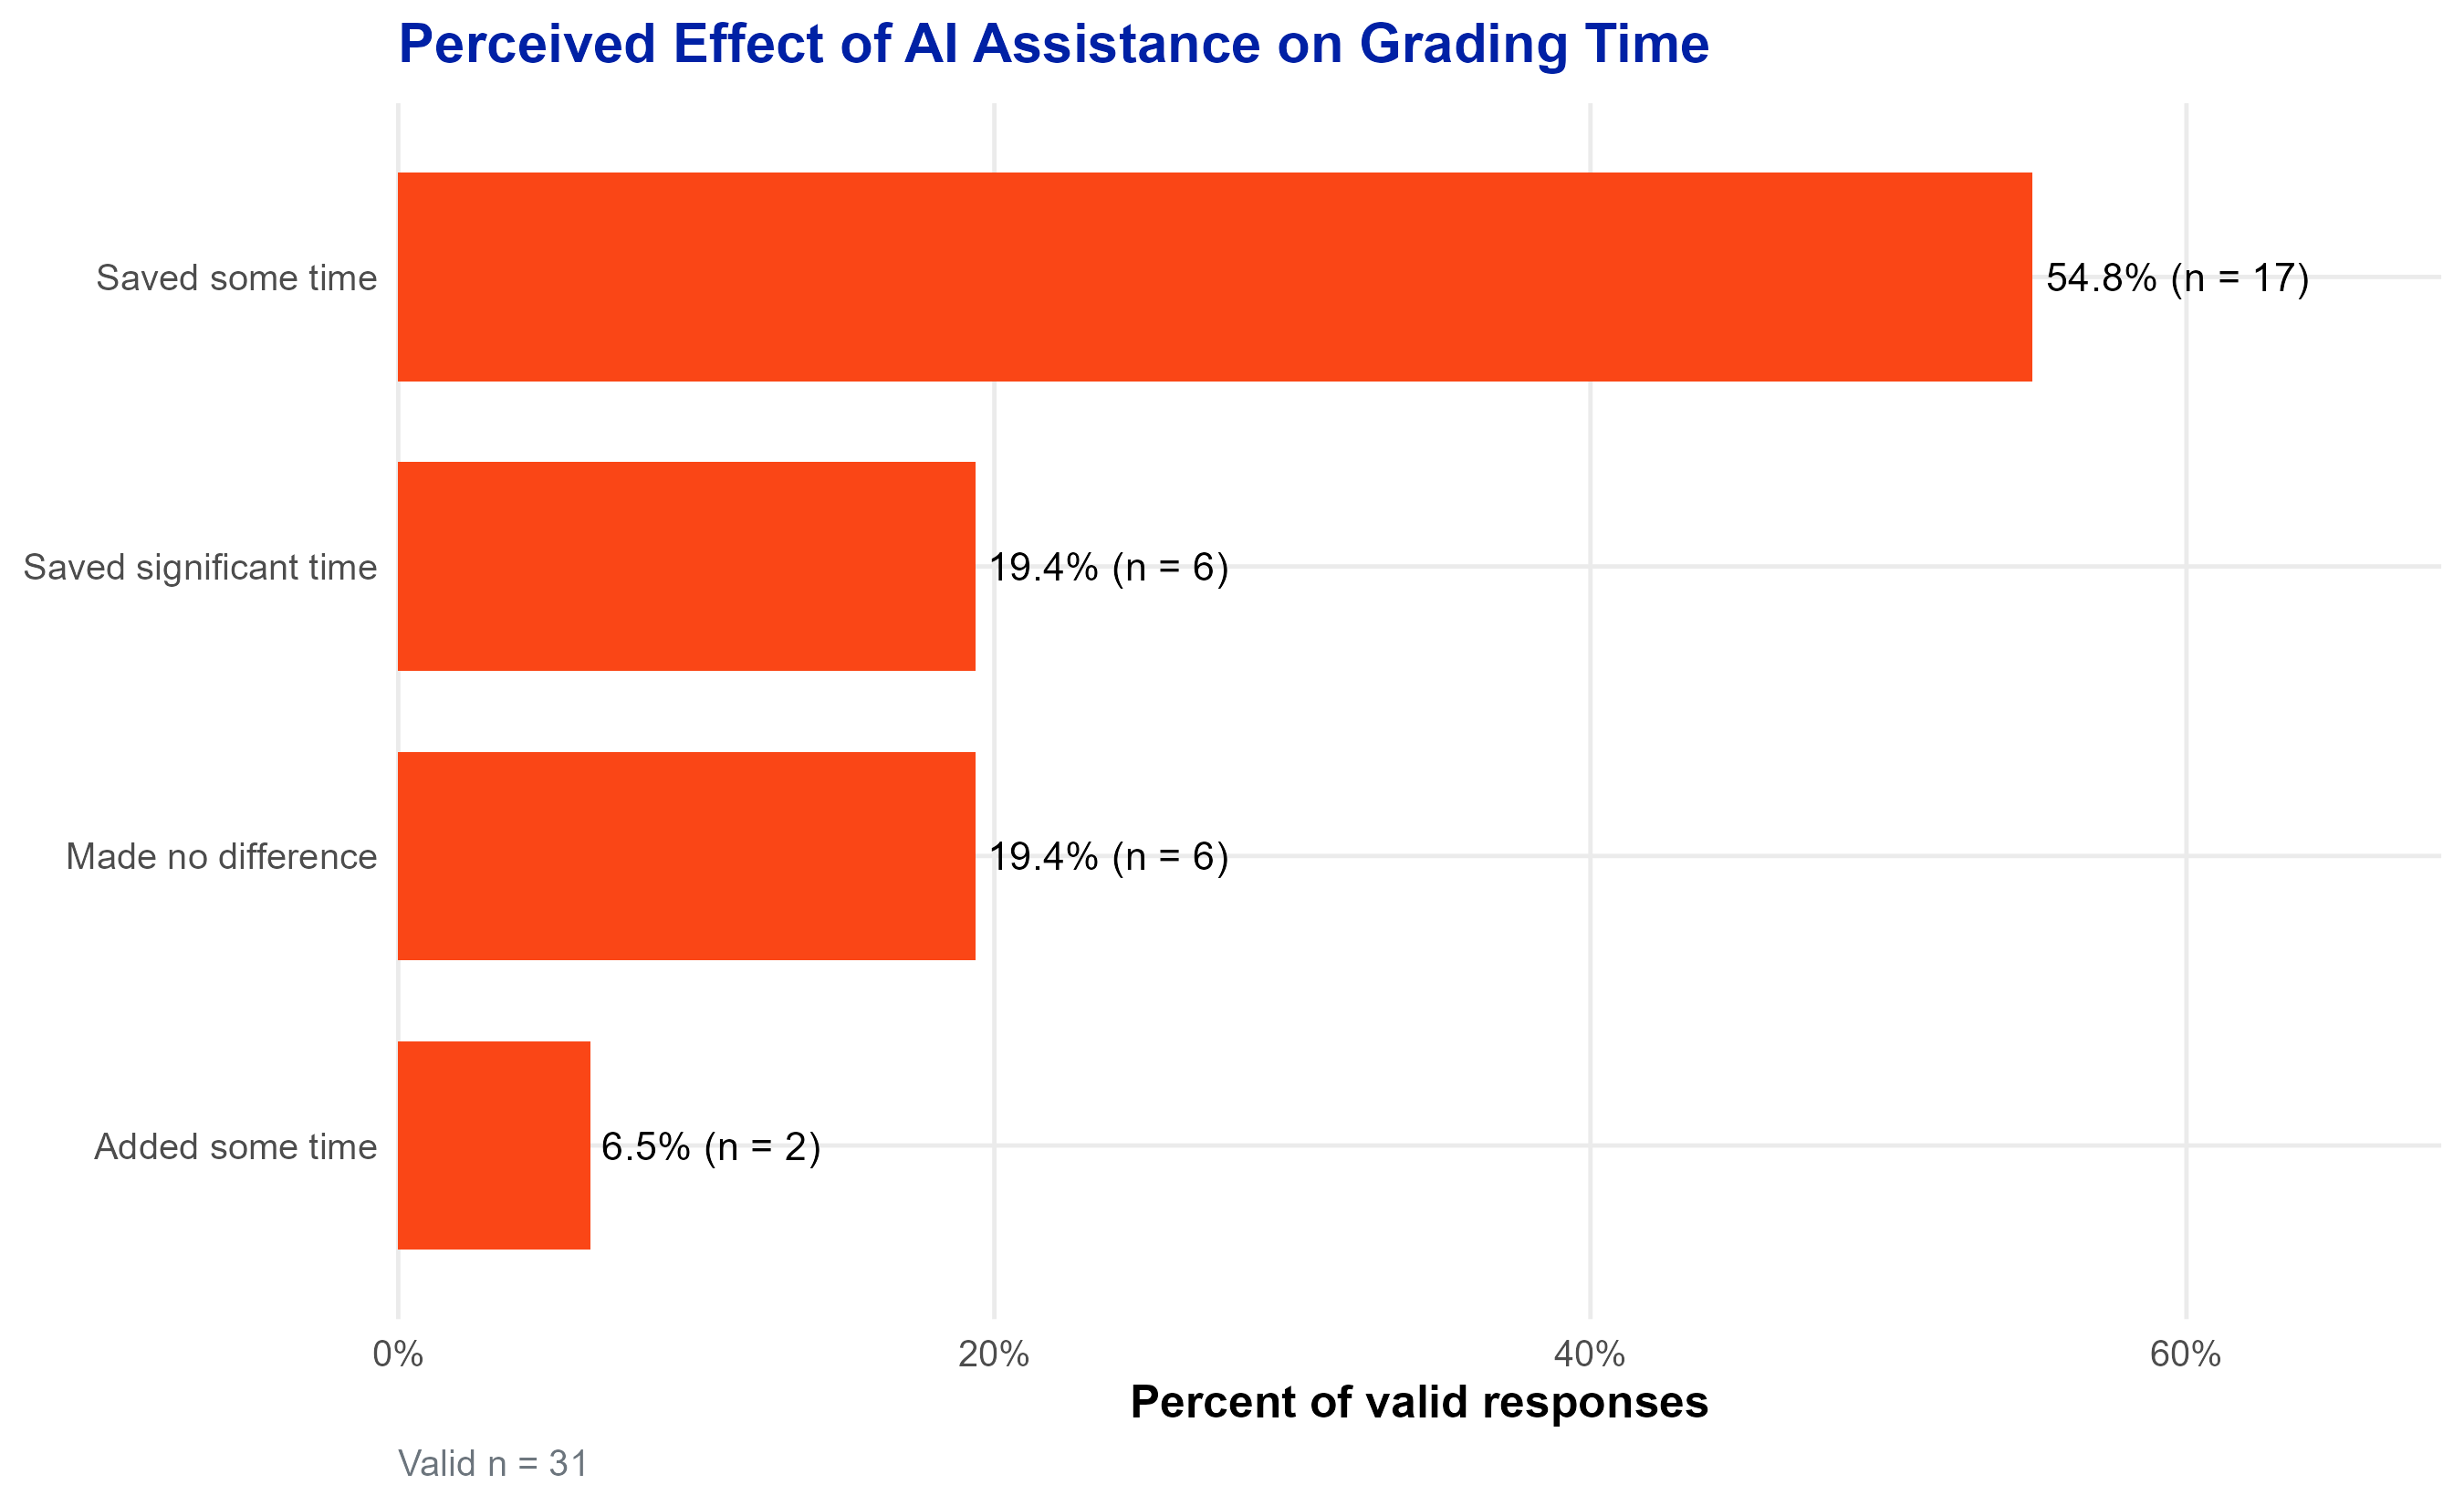 Perceived Effect of AI Assistance on Grading Time
Saved some time
54.8% (n = 17)
Saved significant time
19.4% (n = 6)
Made no difference
19.4% (n = 6)
Added some time
6.5% (n = 2)
0%
20%
40%
60%
Percent of valid responses
Valid n = 31